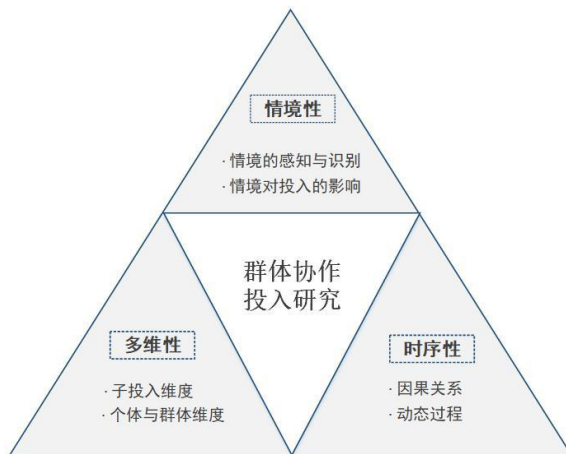 情境性
· 情境的感知与识别
· 情境对投入的影响
群体协作
投入研究
多维性
· 子投入维度
· 个体与群体维度
时序性
· 因果关系
· 动态过程